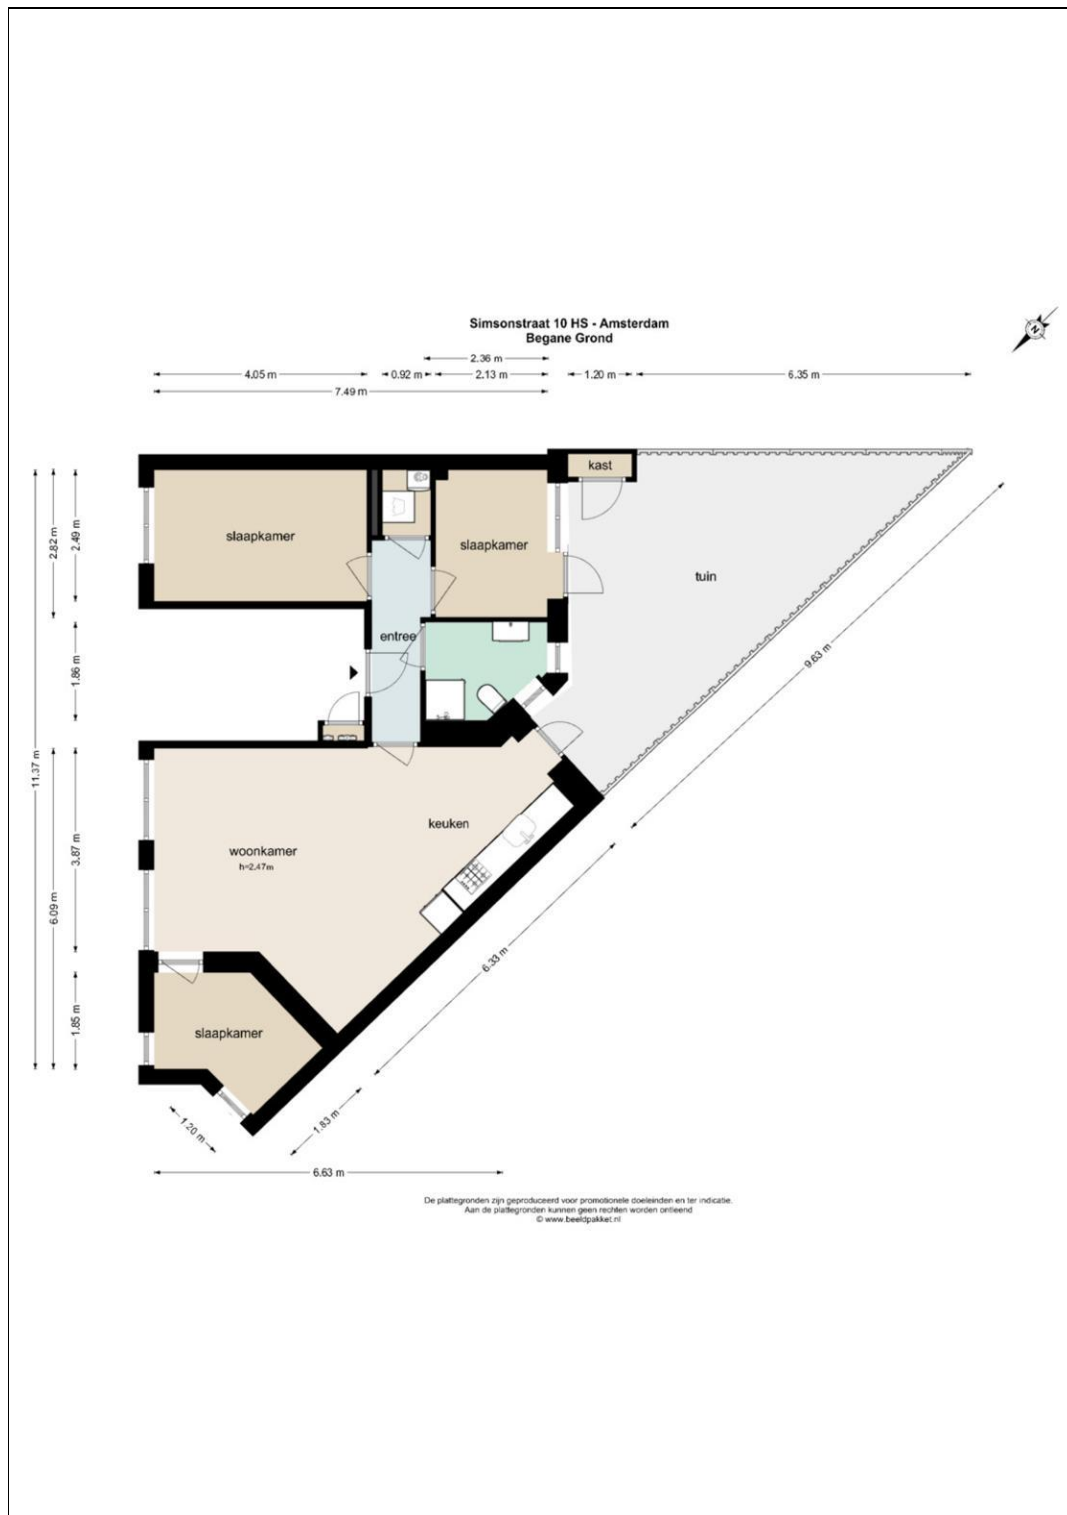 Simsonstraat 10 HS - Amsterdam
Begane Grond
N
2.36 m
4.05 m
0.92 m
2.13 m
1.20 m
6.35 m
7.49 m
kast
slaapkamer
slaapkamer
tuin
entree
2.82 m
2.49 m
1.86 m
9.63 m
11.37 m
3.87 m
6.09 m
1.85 m
keuken
woonkamer
h=2.47m
6.33 m
slaapkamer
1.20 m
1.83 m
6.63 m
De plattegronden zijn geproduceerd voor promotionele doeleinden en ter indicatie.
Aan de plattegronden kunnen geen rechten worden ontleend
© www.beeldpakket.nl